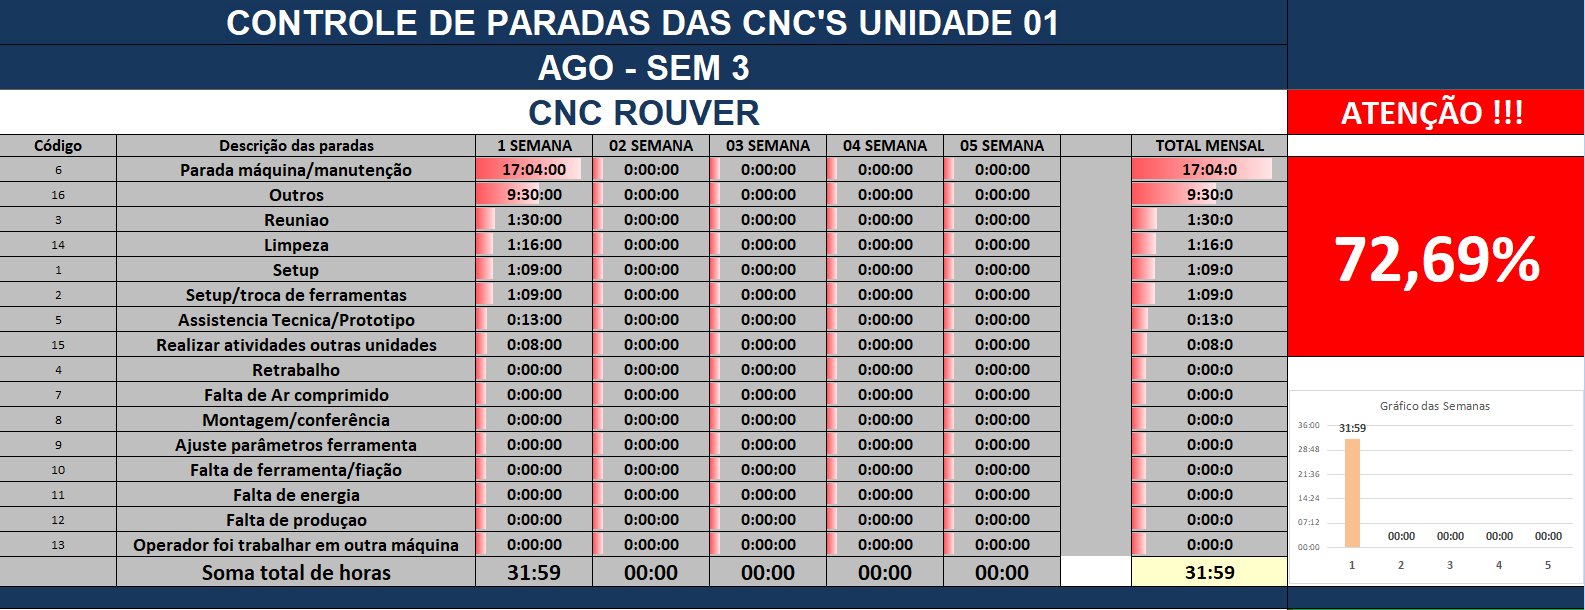 CONTROLE DE PARADAS DAS CNC'S UNIDADE 01
AGO - SEM 3
CNC ROUVER
ATENÇÃO !!!
Código Descrição das paradas 1 SEMANA 02 SEMANA 03 SEMANA 04 SEMANA 05 SEMANA TOTAL MENSAL
6 Parada máquina/manutenção 17:04:00 0:00:00 0:00:00 0:00:00 0:00:00 17:04:0
16 Outros 9:30:00 0:00:00 0:00:00 0:00:00 0:00:00 9:30:0
3 Reuniao 1:30:00 0:00:00 0:00:00 0:00:00 0:00:00 1:30:0
14 Limpeza 1:16:00 0:00:00 0:00:00 0:00:00 0:00:00 1:16:0
1 Setup 1:09:00 0:00:00 0:00:00 0:00:00 0:00:00 1:09:0
2 Setup/troca de ferramentas 1:09:00 0:00:00 0:00:00 0:00:00 0:00:00 1:09:0
5 Assistencia Tecnica/Prototipo 0:13:00 0:00:00 0:00:00 0:00:00 0:00:00 0:13:0
15 Realizar atividades outras unidades 0:08:00 0:00:00 0:00:00 0:00:00 0:00:00 0:08:0
4 Retrabalho 0:00:00 0:00:00 0:00:00 0:00:00 0:00:00 0:00:0
7 Falta de Ar comprimido 0:00:00 0:00:00 0:00:00 0:00:00 0:00:00 0:00:0
8 Montagem/conferência 0:00:00 0:00:00 0:00:00 0:00:00 0:00:00 0:00:0
9 Ajuste parâmetros ferramenta 0:00:00 0:00:00 0:00:00 0:00:00 0:00:00 0:00:0
10 Falta de ferramenta/fiação 0:00:00 0:00:00 0:00:00 0:00:00 0:00:00 0:00:0
11 Falta de energia 0:00:00 0:00:00 0:00:00 0:00:00 0:00:00 0:00:0
12 Falta de produçao 0:00:00 0:00:00 0:00:00 0:00:00 0:00:00 0:00:0
13 Operador foi trabalhar em outra máquina 0:00:00 0:00:00 0:00:00 0:00:00 0:00:00 0:00:0
Soma total de horas 31:59 00:00 00:00 00:00 00:00 31:59
72,69%
Gráfico das Semanas
36:00
31:59
28:48
21:36
14:24
07:12
00:00
00:00 00:00 00:00 00:00
1 2 3 4 5